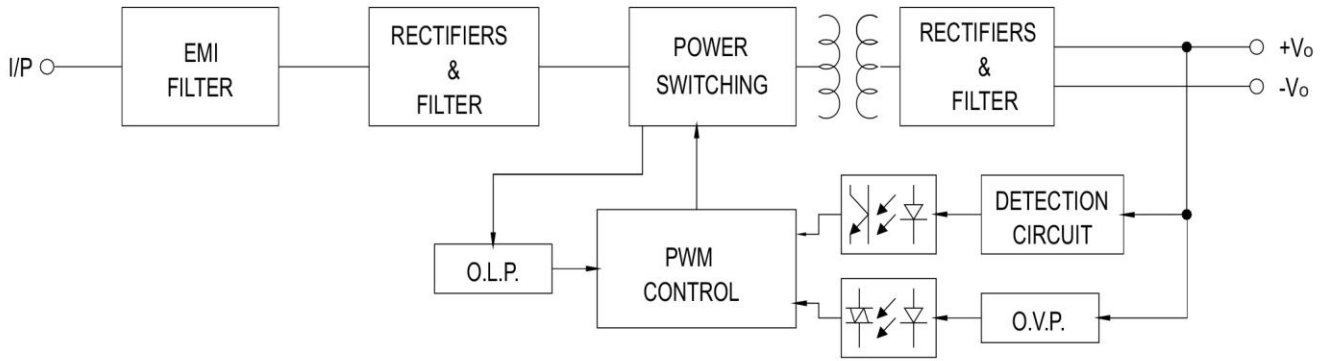 I/P
EMI
FILTER
RECTIFIERS
&
FILTER
POWER
SWITCHING
RECTIFIERS
&
FILTER
+Vo
-Vo
O.L.P.
PWM
CONTROL
DETECTION
CIRCUIT
O.V.P.